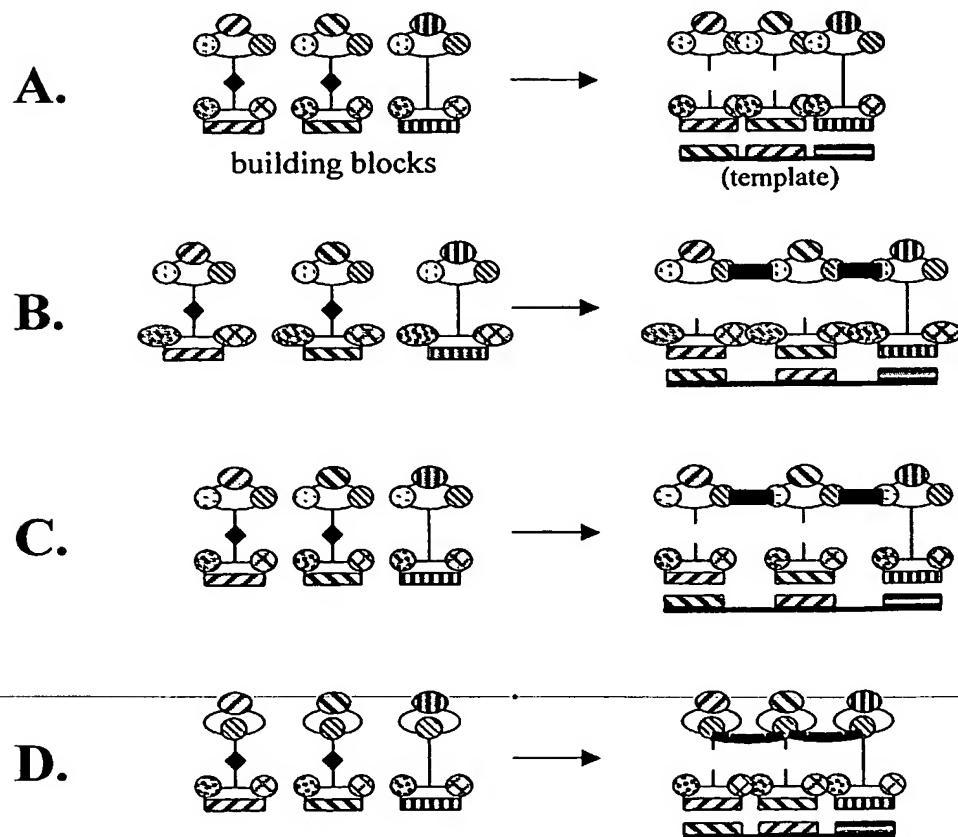 A.
building blocks
(template)
B.
C.
D.